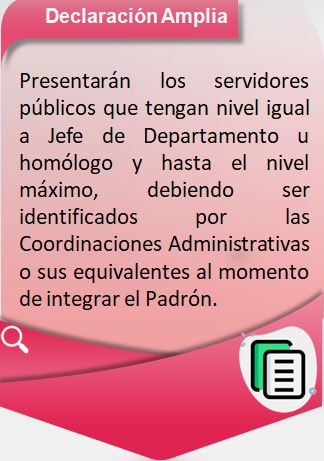 Declaración Amplia
Presentarán los servidores
públicos que tengan nivel igual
a Jefe de Departamento u
homólogo y hasta el nivel
máximo, debiendo ser
identificados por las
Coordinaciones Administrativas
o sus equivalentes al momento
de integrar el Padrón.